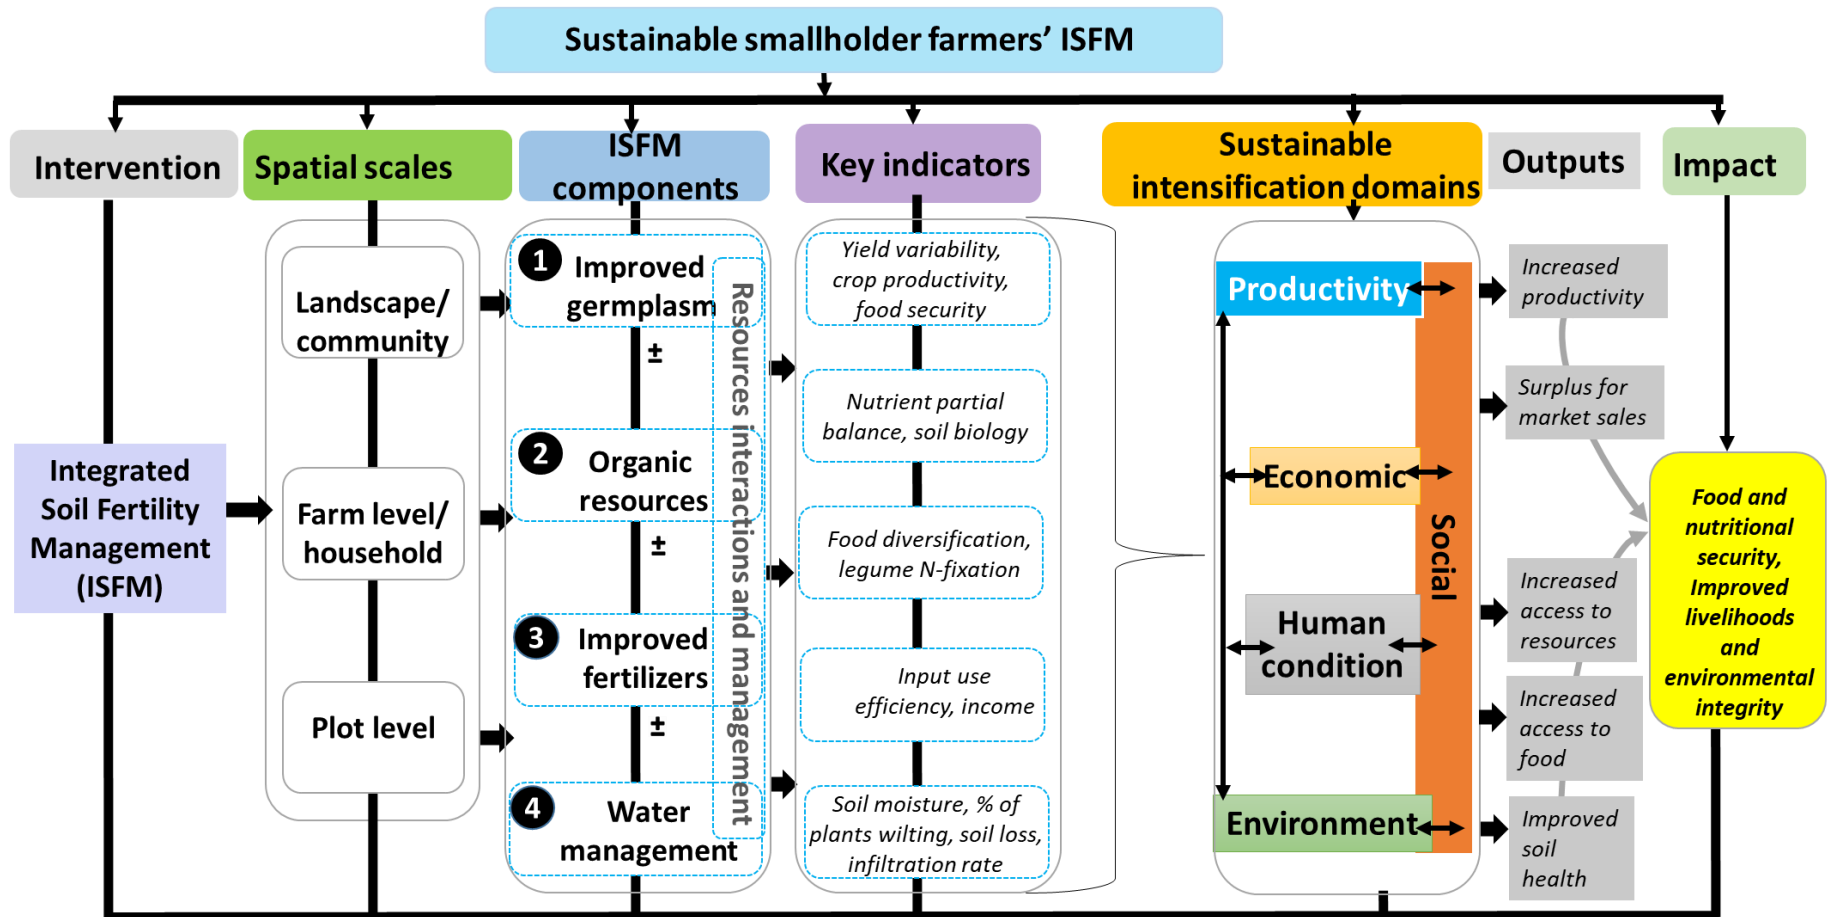 Sustainable smallholder farmers’ ISFM
Intervention
Spatial scales
ISFM
components
Key indicators
Sustainable
intensification domains
Outputs
Impact
Integrated
Soil Fertility
Management
(ISFM)
Landscape/
community
Farm level/
household
Plot level
1
Improved
germplasm
±
2
Organic
resources
±
3
Improved
fertilizers
±
4
Water
management
Resources interactions and management
Yield variability,
crop productivity,
food security
Nutrient partial
balance, soil biology
Food diversification,
legume N-fixation
Input use
efficiency, income
Soil moisture, % of
plants wilting, soil loss,
infiltration rate
Productivity
Economic
Human
condition
Environment
Social
Increased
productivity
Surplus for
market sales
Increased
access to
resources
Increased
access to
food
Improved
soil
health
Food and
nutritional
security,
Improved
livelihoods
and
environmental
integrity